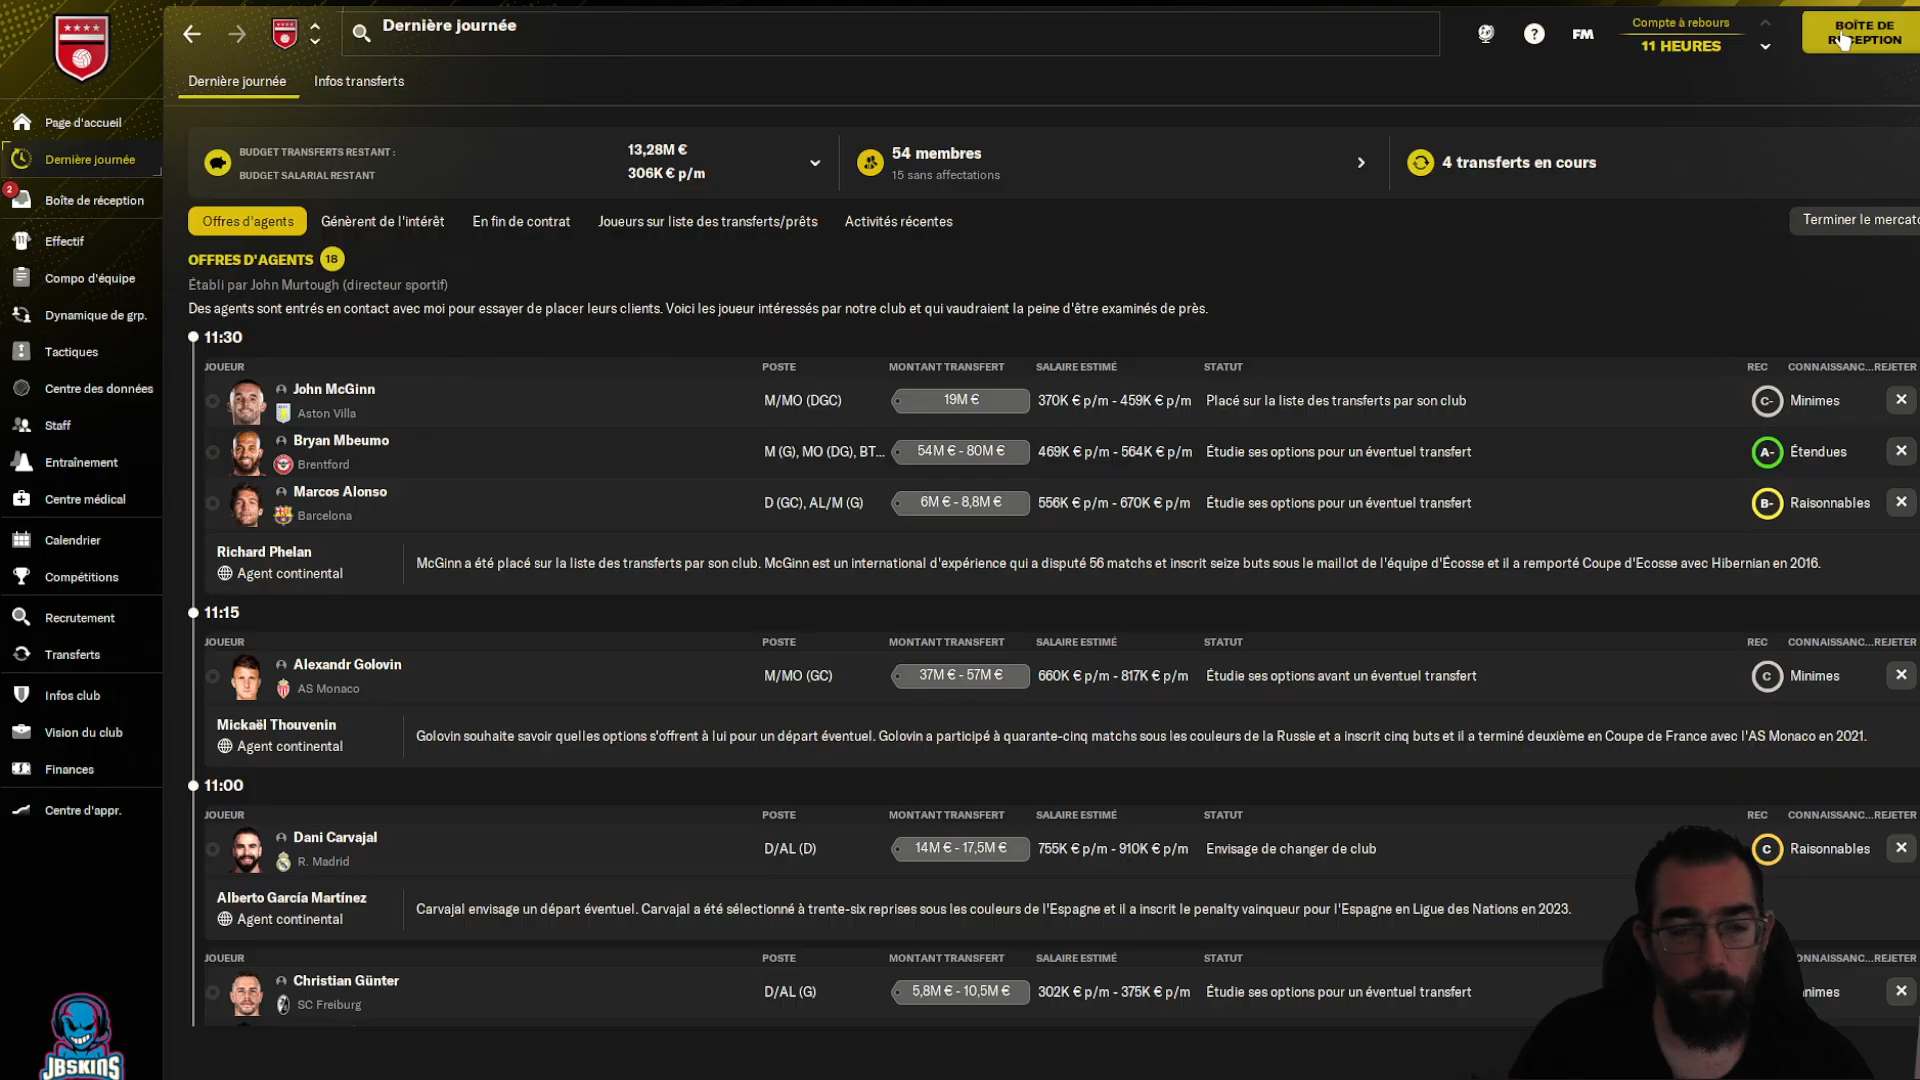 Dernière journée
FM
Compte à rebours
11 HEURES
BOÎTE DE
RÉCEPTION
Dernière journée
Infos transferts
Page d'accueil
Dernière journée
2
Boîte de réception
Effectif
Compo d'équipe
Dynamique de grp.
Tactiques
Centre des données
Staff
Entraînement
Centre médical
Calendrier
Compétitions
Recrutement
Transferts
Infos club
Vision du club
Finances
Centre d'appr.
JBSKINS
BUDGET TRANSFERTS RESTANT :
13,28M €
BUDGET SALARIAL RESTANT
306K € p/m
54 membres
15 sans affectations
4 transferts en cours
Offres d'agents
Génèrent de l'intérêt
En fin de contrat
Joueurs sur liste des transferts/prêts
Activités récentes
Terminer le mercato
OFFRES D'AGENTS 18
Établi par John Murtough (directeur sportif)
Des agents sont entrés en contact avec moi pour essayer de placer leurs clients. Voici les joueur intéressés par notre club et qui vaudraient la peine d'être examinés de près.
11:30
JOUEUR POSTE MONTANT TRANSFERT SALAIRE ESTIMÉ STATUT REC CONNAISSANC... REJETER
John McGinn
Aston Villa
M/MO (DGC) 19M € 370K € p/m - 459K € p/m Placé sur la liste des transferts par son club C- Minimes
Bryan Mbeumo
Brentford
M (G), MO (DG), BT... 54M € - 80M € 469K € p/m - 564K € p/m Étudie ses options pour un éventuel transfert A- Étendues
Marcos Alonso
Barcelona
D (GC), AL/M (G) 6M € - 8,8M € 556K € p/m - 670K € p/m Étudie ses options pour un éventuel transfert B- Raisonnables
Richard Phelan
Agent continental
McGinn a été placé sur la liste des transferts par son club. McGinn est un international d'expérience qui a disputé 56 matchs et inscrit seize buts sous le maillot de l'équipe d'Écosse et il a remporté Coupe d'Ecosse avec Hibernian en 2016.
11:15
JOUEUR POSTE MONTANT TRANSFERT SALAIRE ESTIMÉ STATUT REC CONNAISSANC... REJETER
Alexandr Golovin
AS Monaco
M/MO (GC) 37M € - 57M € 660K € p/m - 817K € p/m Étudie ses options avant un éventuel transfert C Minimes
Mickaël Thouvenin
Agent continental
Golovin souhaite savoir quelles options s'offrent à lui pour un départ éventuel. Golovin a participé à quarante-cinq matchs sous les couleurs de la Russie et a inscrit cinq buts et il a terminé deuxième en Coupe de France avec l'AS Monaco en 2021.
11:00
JOUEUR POSTE MONTANT TRANSFERT SALAIRE ESTIMÉ STATUT REC CONNAISSANC... REJETER
Dani Carvajal
R. Madrid
D/AL (D) 14M € - 17,5M € 755K € p/m - 910K € p/m Envisage de changer de club C Raisonnables
Alberto García Martínez
Agent continental
Carvajal envisage un départ éventuel. Carvajal a été sélectionné à trente-six reprises sous les couleurs de l'Espagne et il a inscrit le penalty vainqueur pour l'Espagne en Ligue des Nations en 2023.
JOUEUR POSTE MONTANT TRANSFERT SALAIRE ESTIMÉ STATUT REC REJETER
Christian Günter
SC Freiburg
D/AL (G) 5,8M € - 10,5M € 302K € p/m - 375K € p/m Étudie ses options pour un éventuel transfert